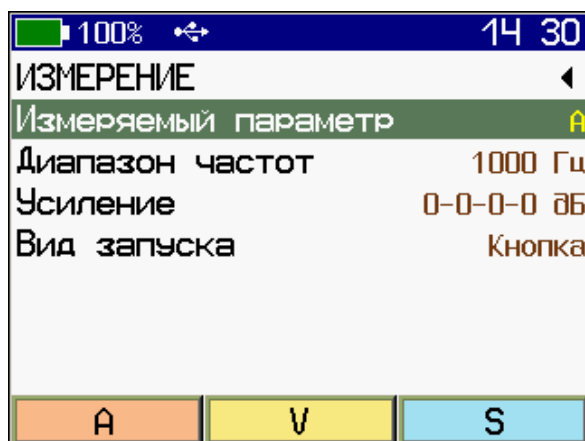 100% 14 30
ИЗМЕРЕНИЕ
Измеряемый параметр A
Диапазон частот 1000 Гц
Усиление 0-0-0-0 дБ
Вид запуска Кнопка
A V S